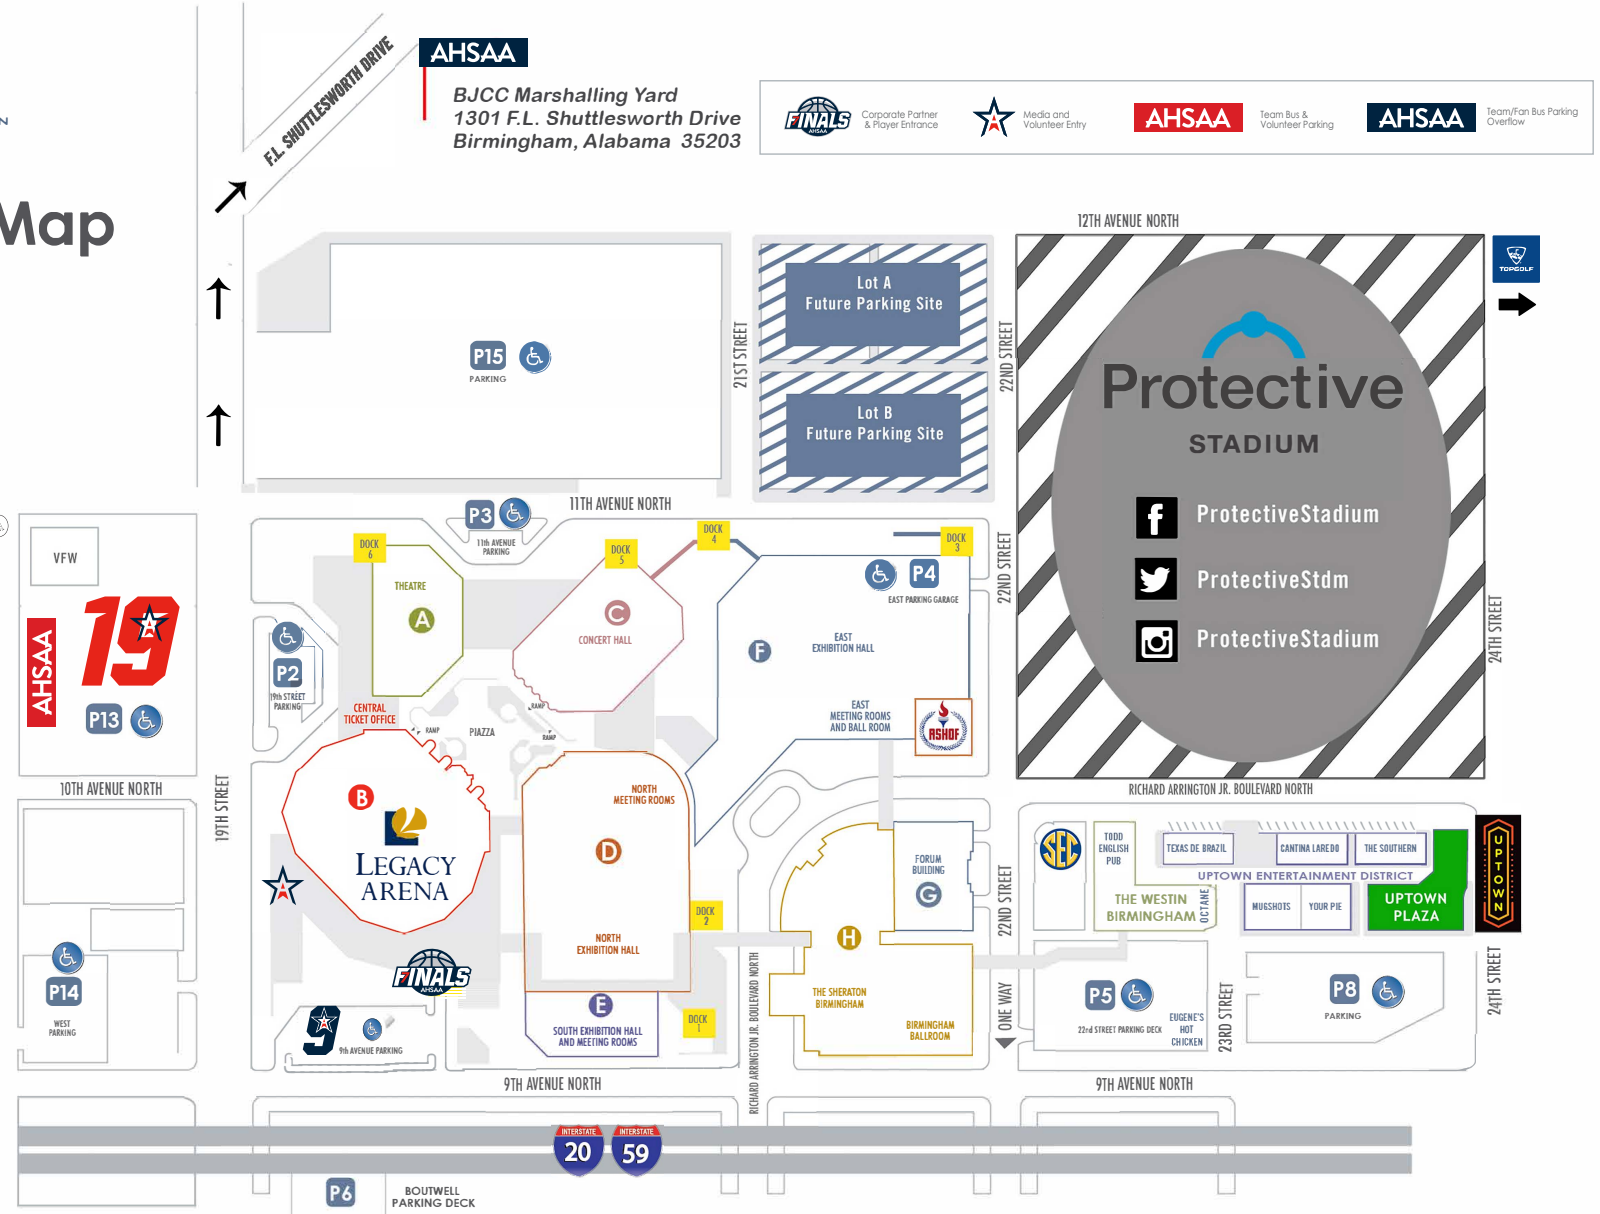 AHSAA
BJCC Marshalling Yard
1301 F.L. Shuttlesworth Drive
Birmingham, Alabama 35203
F.L. SHUTTLESWORTH DRIVE
FINALS
AHSAA
Corporate Partner
& Player Entrance
A
Media and
Volunteer Entry
AHSAA
Team Bus &
Volunteer Parking
AHSAA
Team/Fan Bus Parking
Overflow
Map
12TH AVENUE NORTH
TOPGOLF
Lot A
Future Parking Site
21ST STREET
22ND STREET
P15
PARKING
Lot B
Future Parking Site
Protective
STADIUM
ProtectiveStadium
ProtectiveStdm
ProtectiveStadium
24TH STREET
11TH AVENUE NORTH
P3
11th AVENUE
PARKING
VFW
AHSAA
19
A
P13
DOCK
6
THEATRE
A
DOCK
5
DOCK
4
DOCK
3
C
CONCERT HALL
P4
EAST PARKING GARAGE
22ND STREET
F
EAST
EXHIBITION HALL
P2
19th STREET
PARKING
CENTRAL
TICKET OFFICE
RAMP
PIAZZA
RAMP
RAMP
EAST
MEETING ROOMS
AND BALL ROOM
ASHOF
10TH AVENUE NORTH
19TH STREET
B
LEGACY
ARENA
NORTH
MEETING ROOMS
D
NORTH
EXHIBITION HALL
RICHARD ARRINGTON JR. BOULEVARD NORTH
SEC
TODD
ENGLISH
PUB
TEXAS DE BRAZIL
CANTINA LAREDO
THE SOUTHERN
UPTOWN ENTERTAINMENT DISTRICT
THE WESTIN
BIRMINGHAM
OCTANE
MUGSHOTS
YOUR PIE
UPTOWN
PLAZA
UPTOWN
FORUM
BUILDING
G
22ND STREET
A
DOCK
2
H
THE SHERATON
BIRMINGHAM
BIRMINGHAM
BALLROOM
FINALS
AHSAA
P14
WEST
PARKING
9
A
9th AVENUE PARKING
E
SOUTH EXHIBITION HALL
AND MEETING ROOMS
DOCK
1
RICHARD ARRINGTON JR. BOULEVARD NORTH
ONE WAY
P5
22rd STREET PARKING DECK
EUGENE'S
HOT
CHICKEN
23RD STREET
P8
PARKING
24TH STREET
9TH AVENUE NORTH
9TH AVENUE NORTH
INTERSTATE
20
INTERSTATE
59
P6
BOUTWELL
PARKING DECK